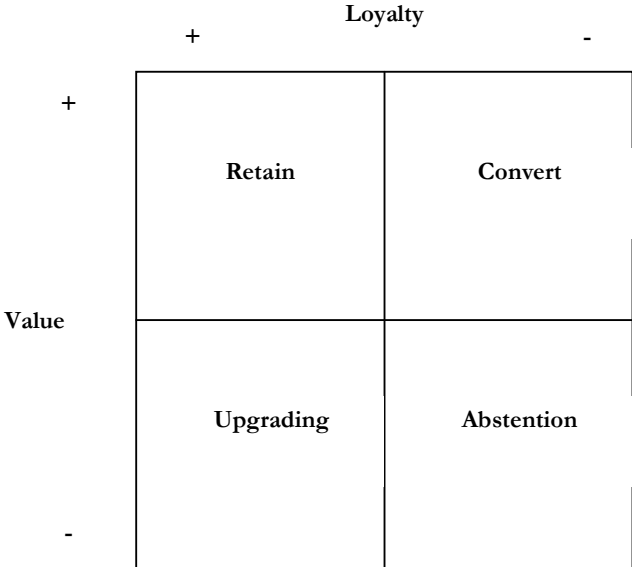 Loyalty
+ -
+
Retain Convert
Value
Upgrading Abstention
-